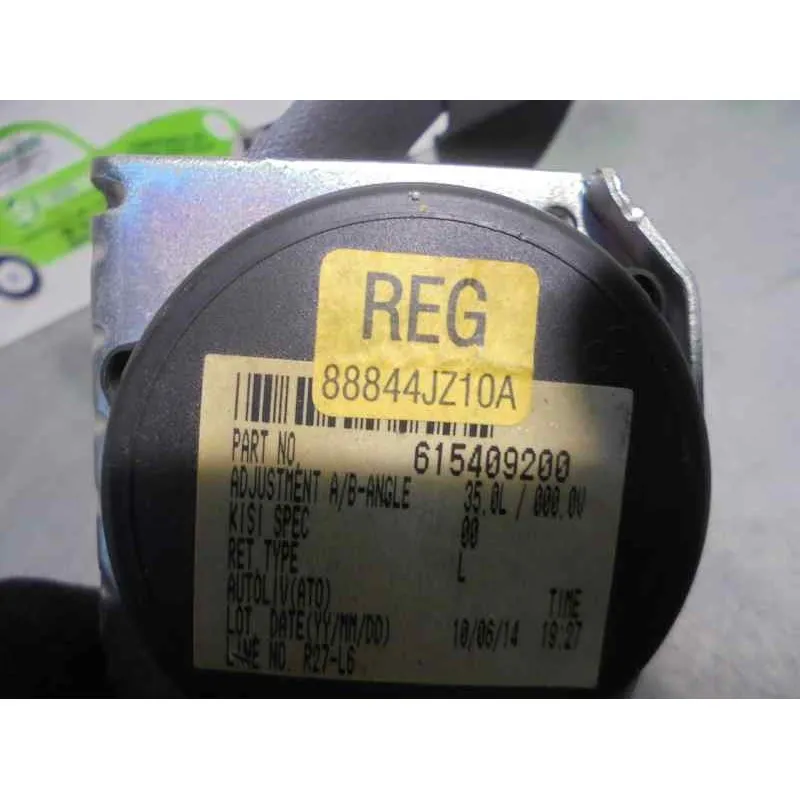 REG
88844JZ10A
PART NO. 615409200
ADJUSTMENT A/B-ANGLE 35.0L / 000.0V
KISI SPEC 00
RET.TYPE L
AUTOLIV(ATO) TIME
LOT. DATE(YY/MM/DD) 10/06/14 19:27
LINE NO. R27-L6